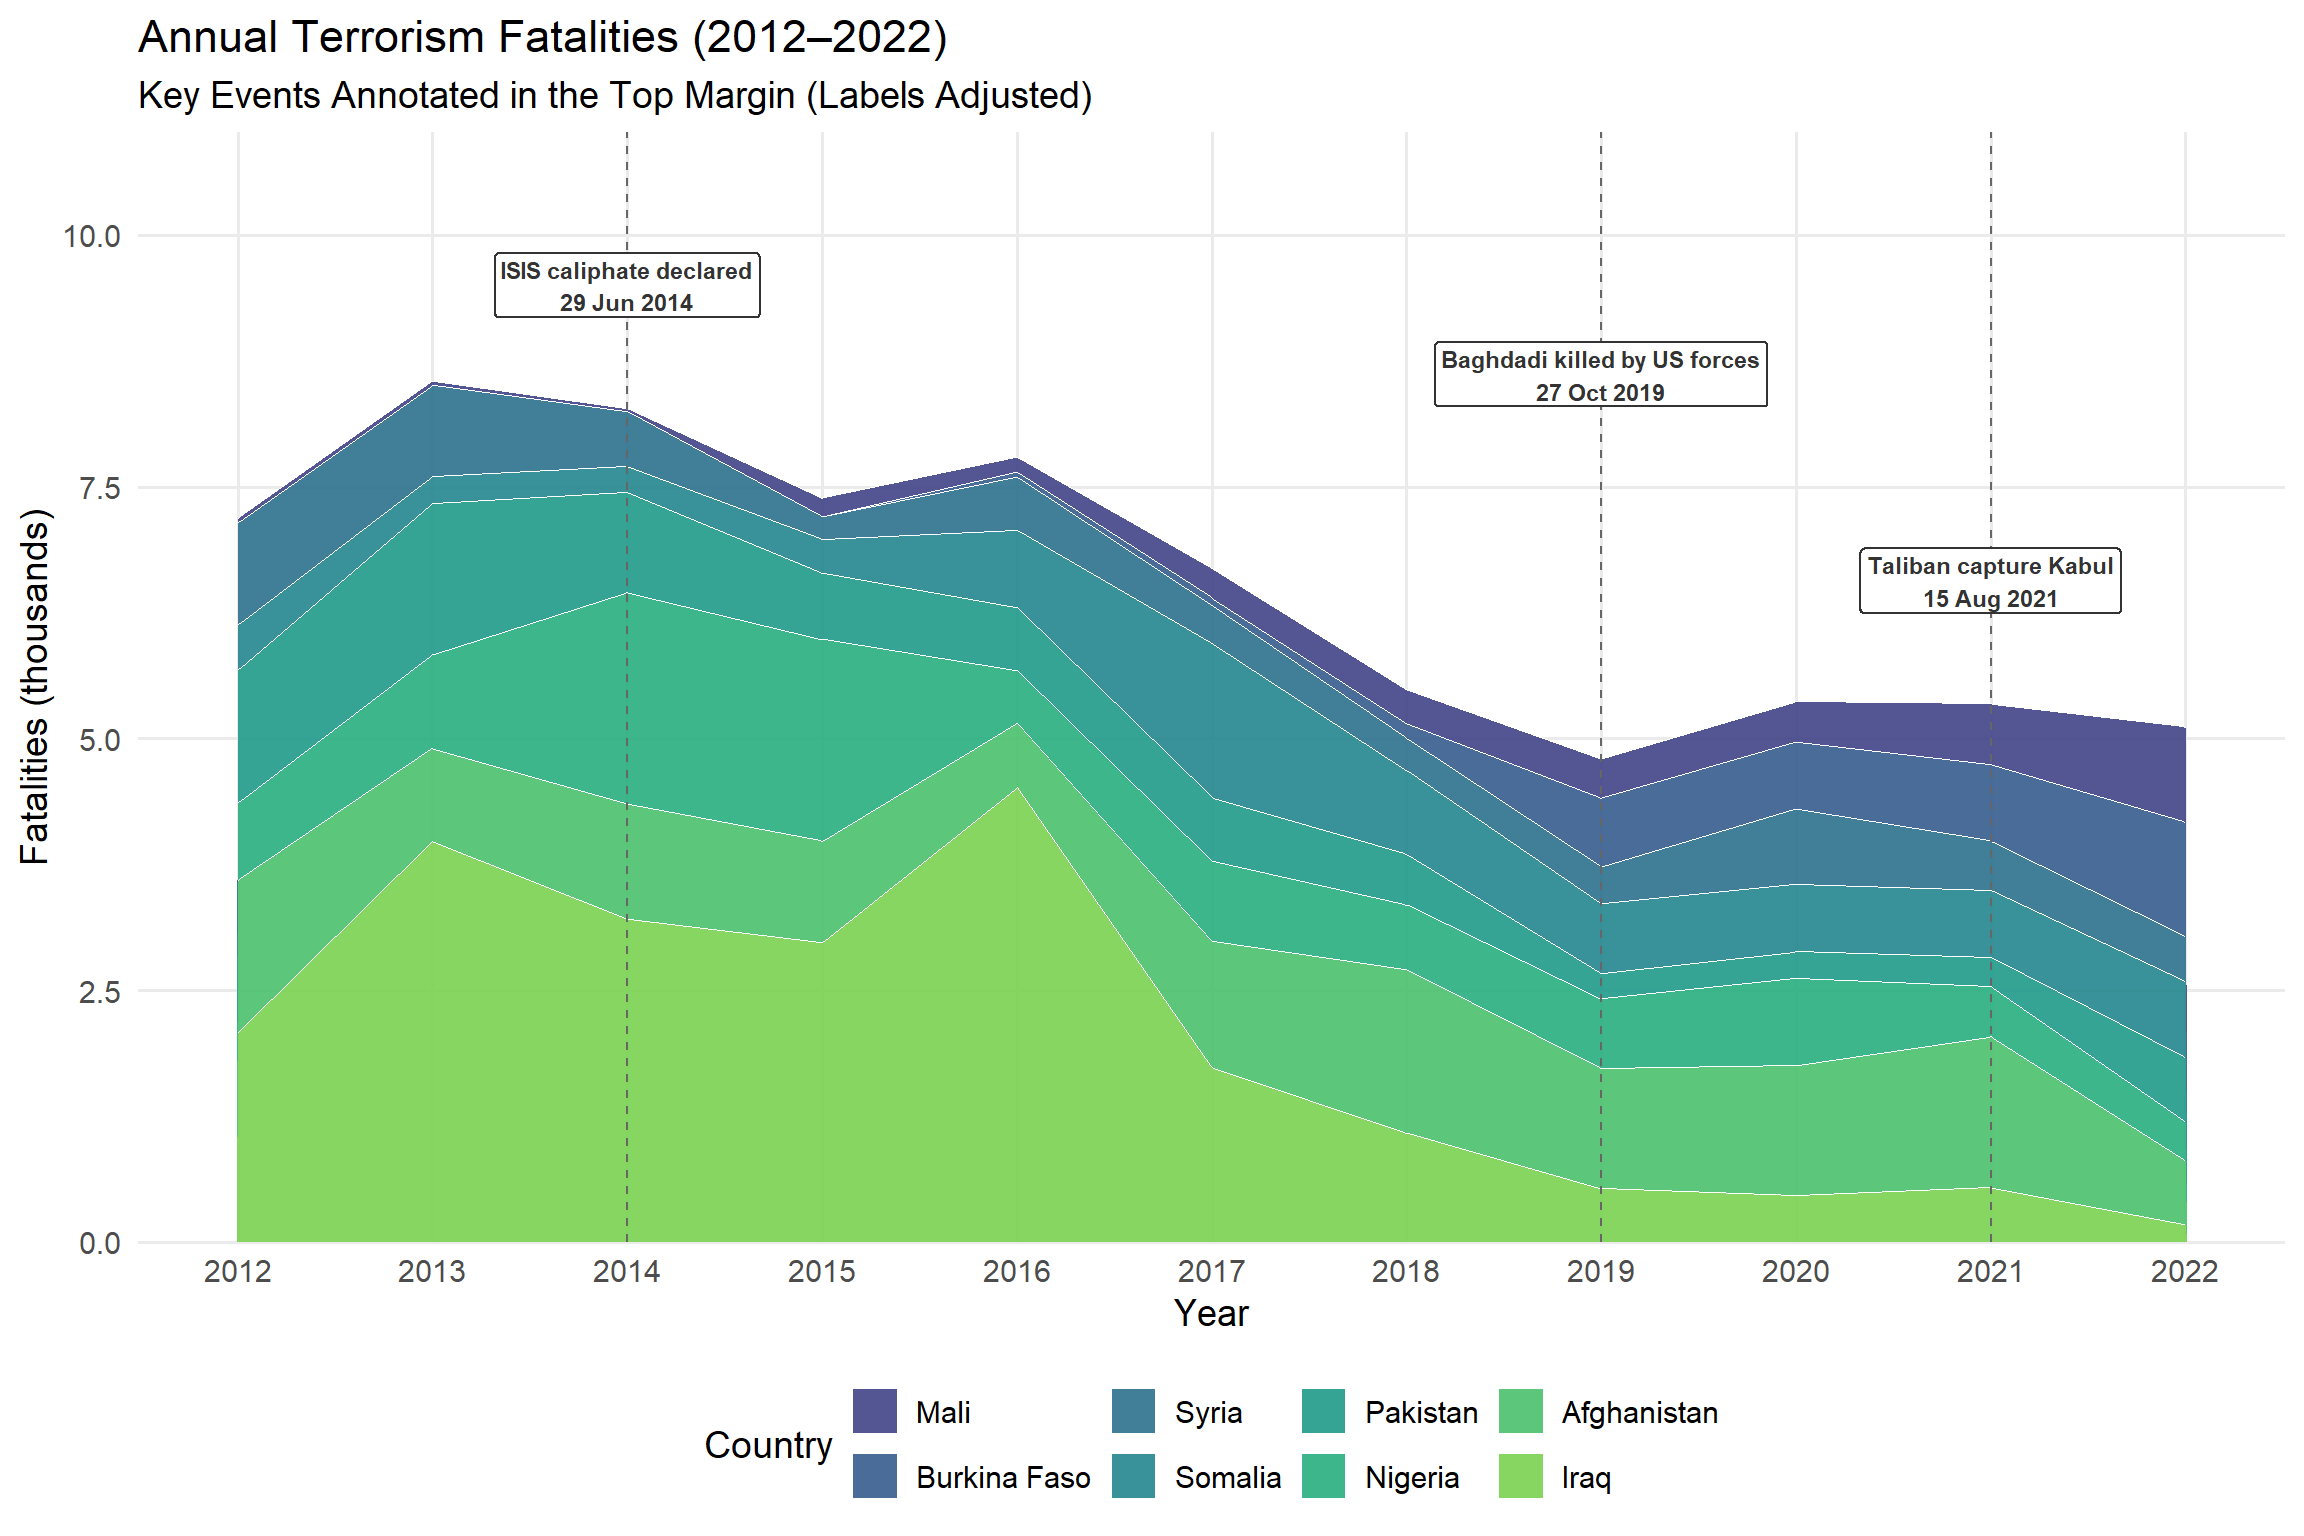 Annual Terrorism Fatalities (2012–2022)
Key Events Annotated in the Top Margin (Labels Adjusted)
Fatalities (thousands)
10.0
7.5
5.0
2.5
0.0
ISIS caliphate declared
29 Jun 2014
Baghdadi killed by US forces
27 Oct 2019
Taliban capture Kabul
15 Aug 2021
2012 2013 2014 2015 2016 2017 2018 2019 2020 2021 2022
Year
Country
Mali Syria Pakistan Afghanistan
Burkina Faso Somalia Nigeria Iraq